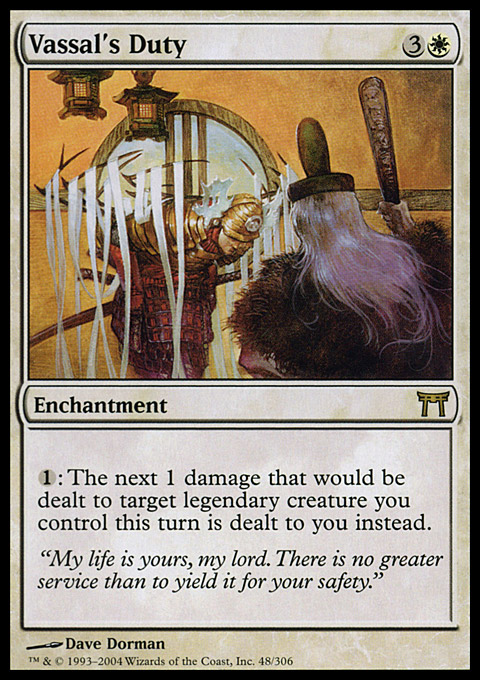 Vassal's Duty 3
Enchantment
1: The next 1 damage that would be
dealt to target legendary creature you
control this turn is dealt to you instead.
“My life is yours, my lord. There is no greater
service than to yield it for your safety.”
Dave Dorman
™ & © 1993–2004 Wizards of the Coast, Inc. 48/306